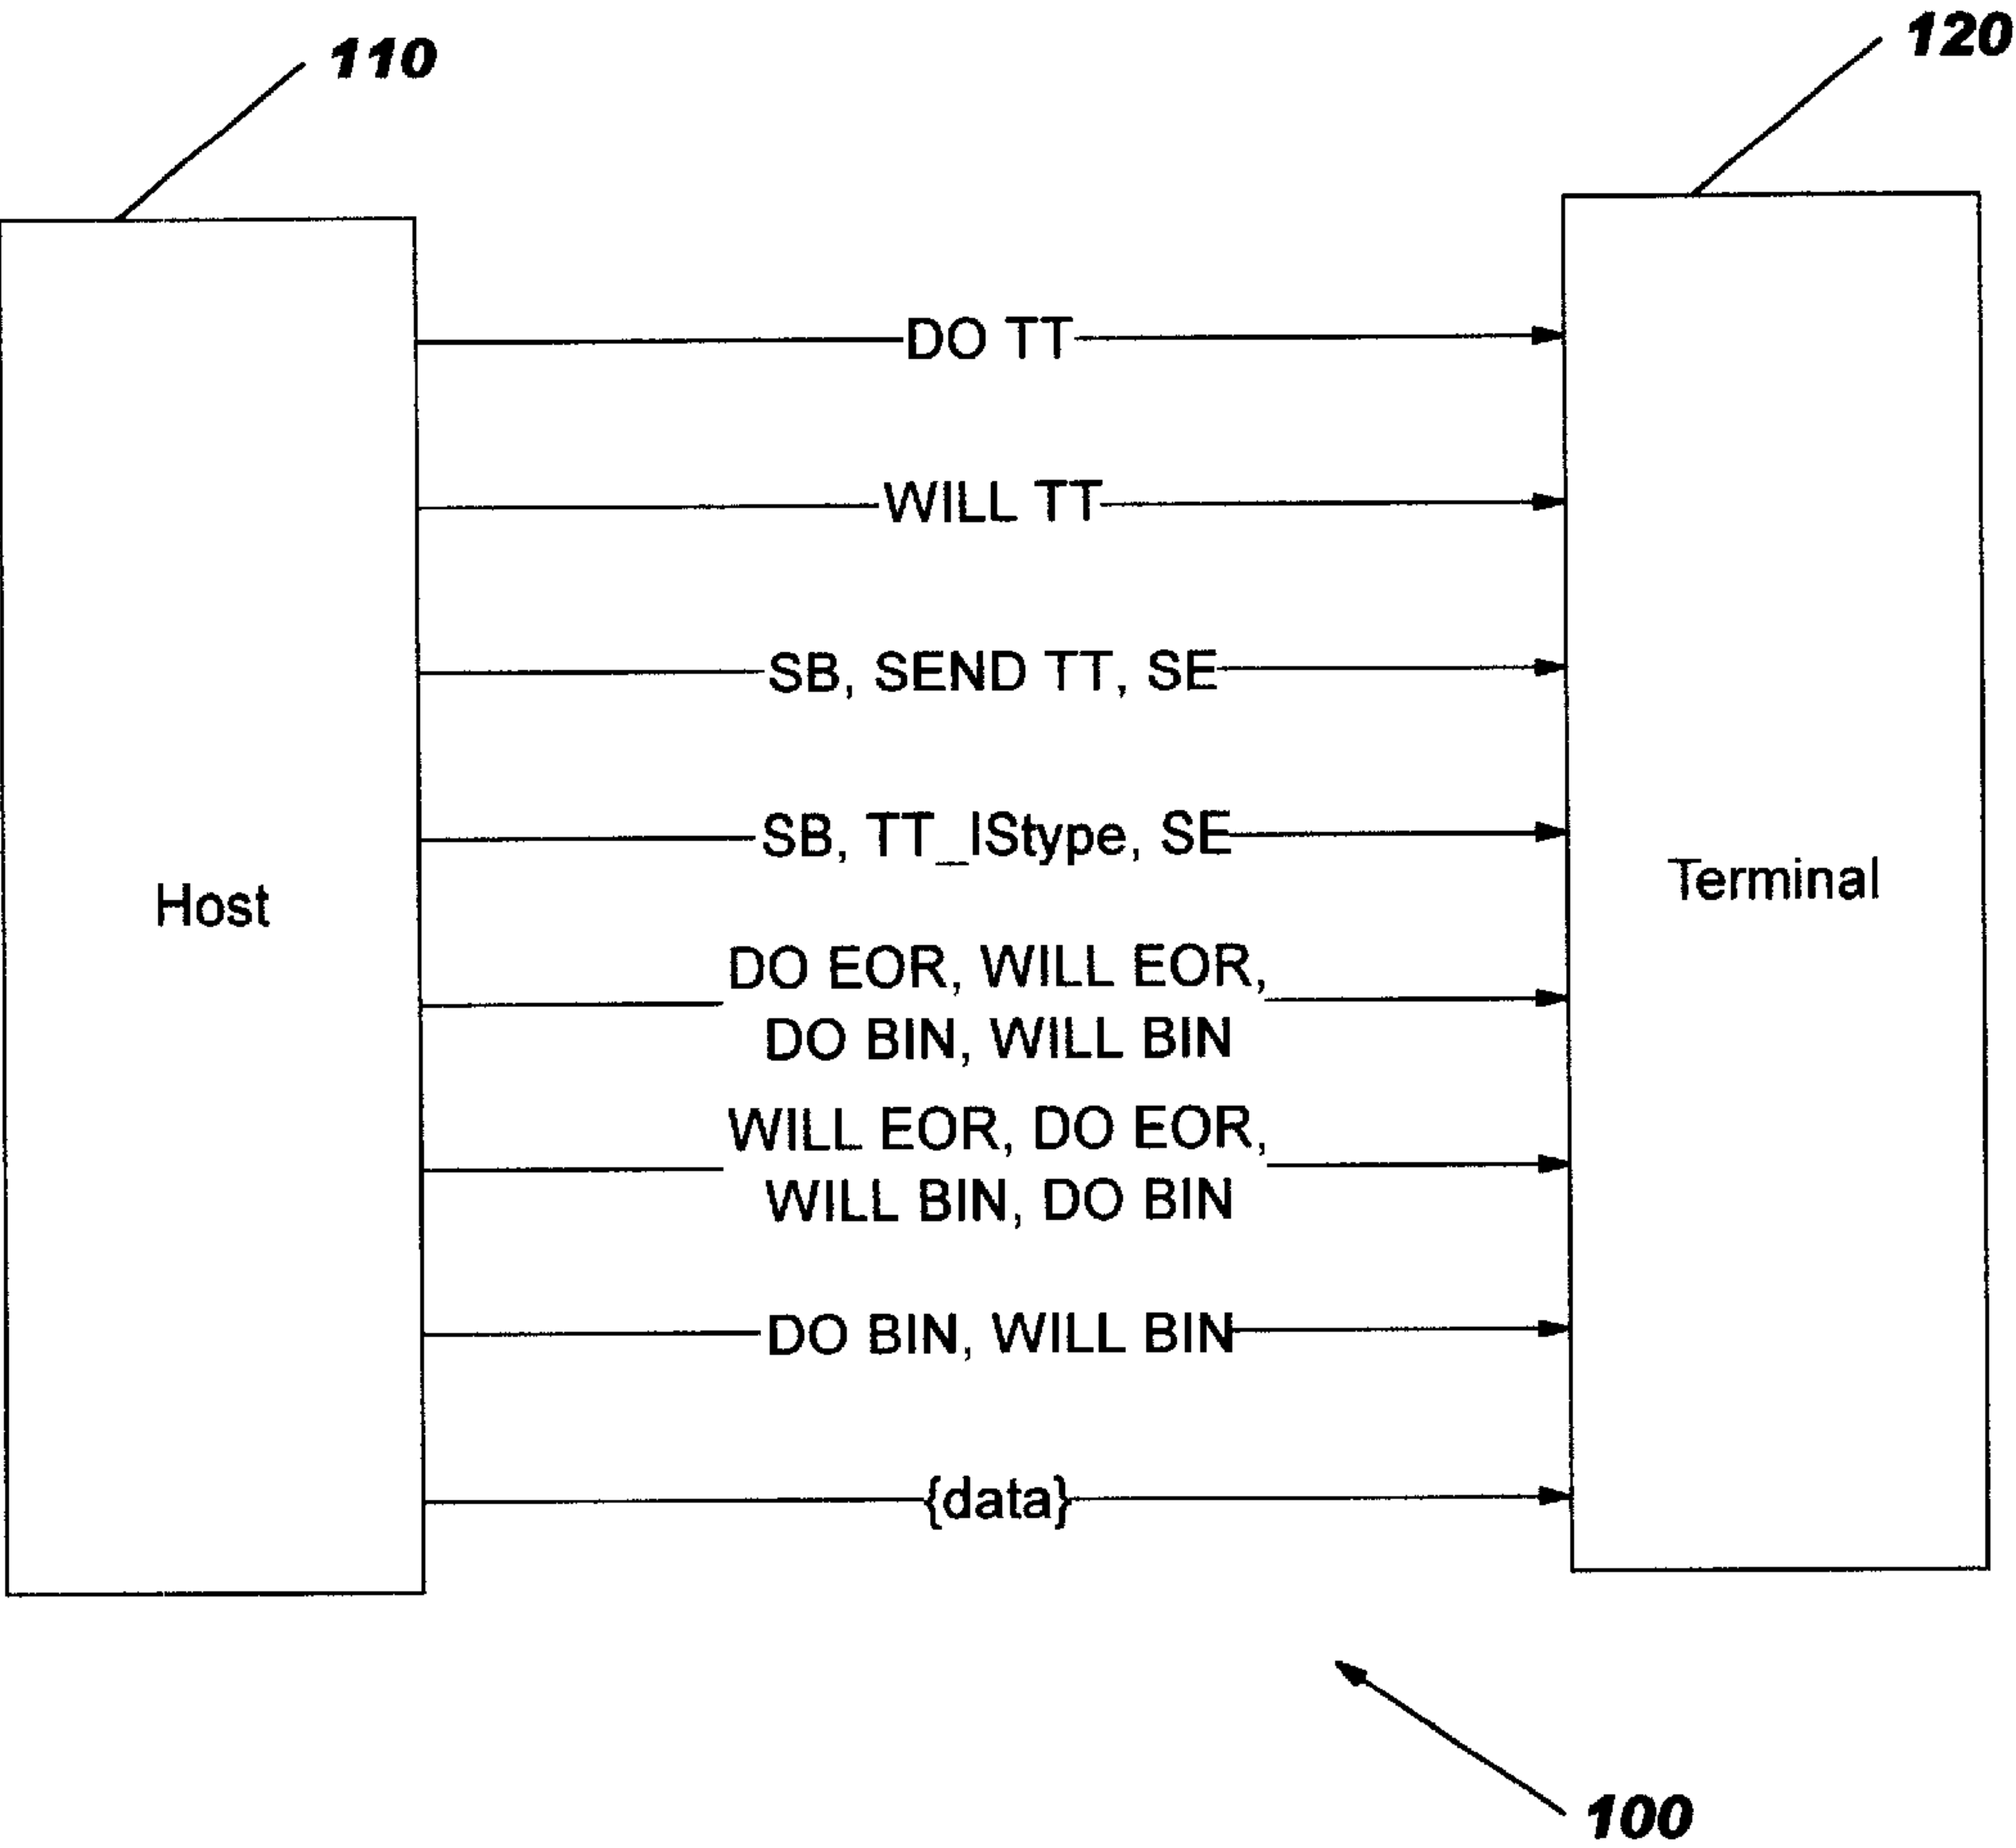 110
120
DO TT
WILL TT
SB, SEND TT, SE
SB, TT_IStype, SE
Host
Terminal
DO EOR, WILL EOR,
DO BIN, WILL BIN
WILL EOR, DO EOR,
WILL BIN, DO BIN
DO BIN, WILL BIN
{data}
100